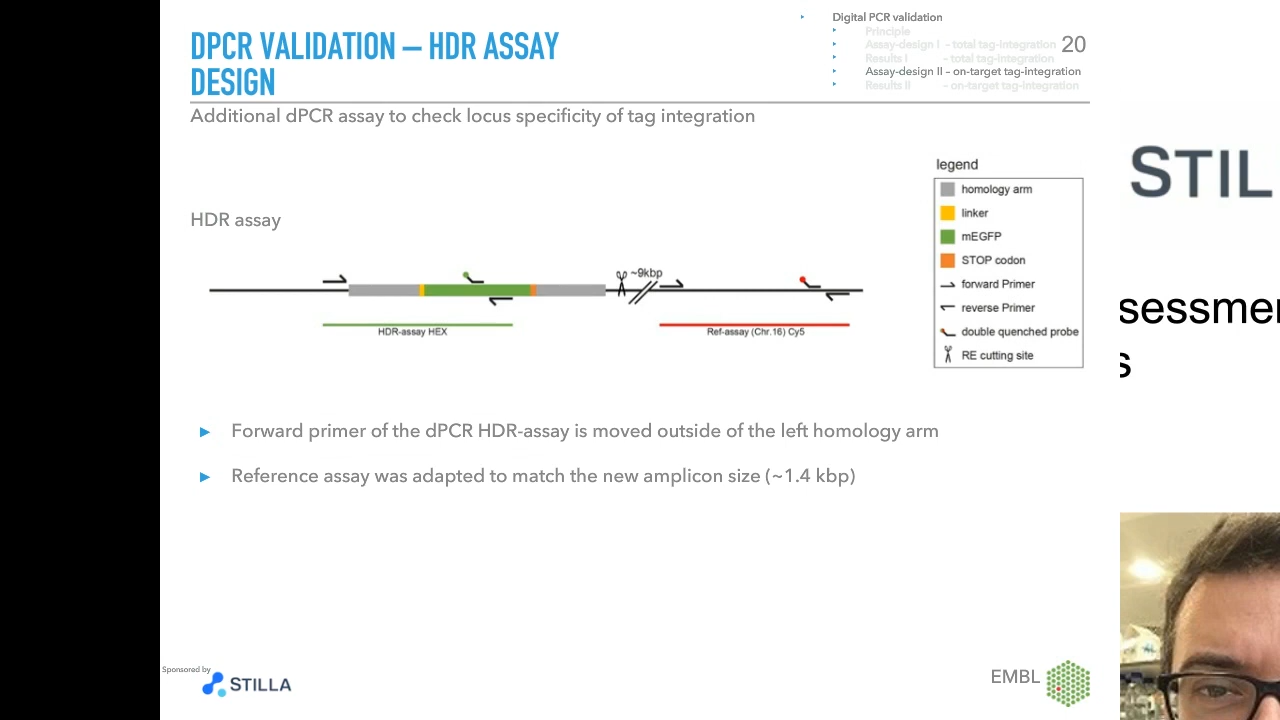 DPCR VALIDATION – HDR ASSAY
DESIGN
Digital PCR validation
Principle
Assay-design I – total tag-integration
Results I – total tag-integration
Assay-design II – on-target tag-integration
Results II – on-target tag-integration
20
Additional dPCR assay to check locus specificity of tag integration
HDR assay
~9kbp
HDR-assay HEX
Ref-assay (Chr.16) Cy5
legend
homology arm
linker
mEGFP
STOP codon
forward Primer
reverse Primer
double quenched probe
RE cutting site
Forward primer of the dPCR HDR-assay is moved outside of the left homology arm
Reference assay was adapted to match the new amplicon size (~1.4 kbp)
Sponsored by
STILLA
EMBL
STIL
sessmer
s